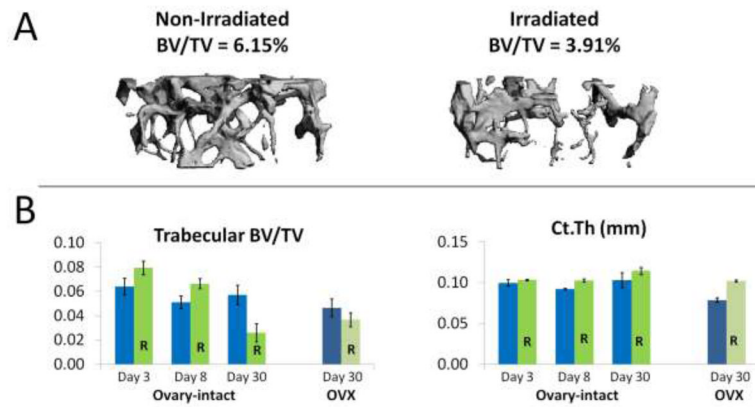 A
Non-Irradiated
BV/TV = 6.15%
Irradiated
BV/TV = 3.91%
B
Trabecular BV/TV
0.10
0.08
0.06
0.04
0.02
0.00
R
R
R
R
Day 3
Day 8
Day 30
Day 30
Ovary-intact
OVX
Ct.Th (mm)
0.15
0.10
0.05
0.00
R
R
R
R
Day 3
Day 8
Day 30
Day 30
Ovary-intact
OVX